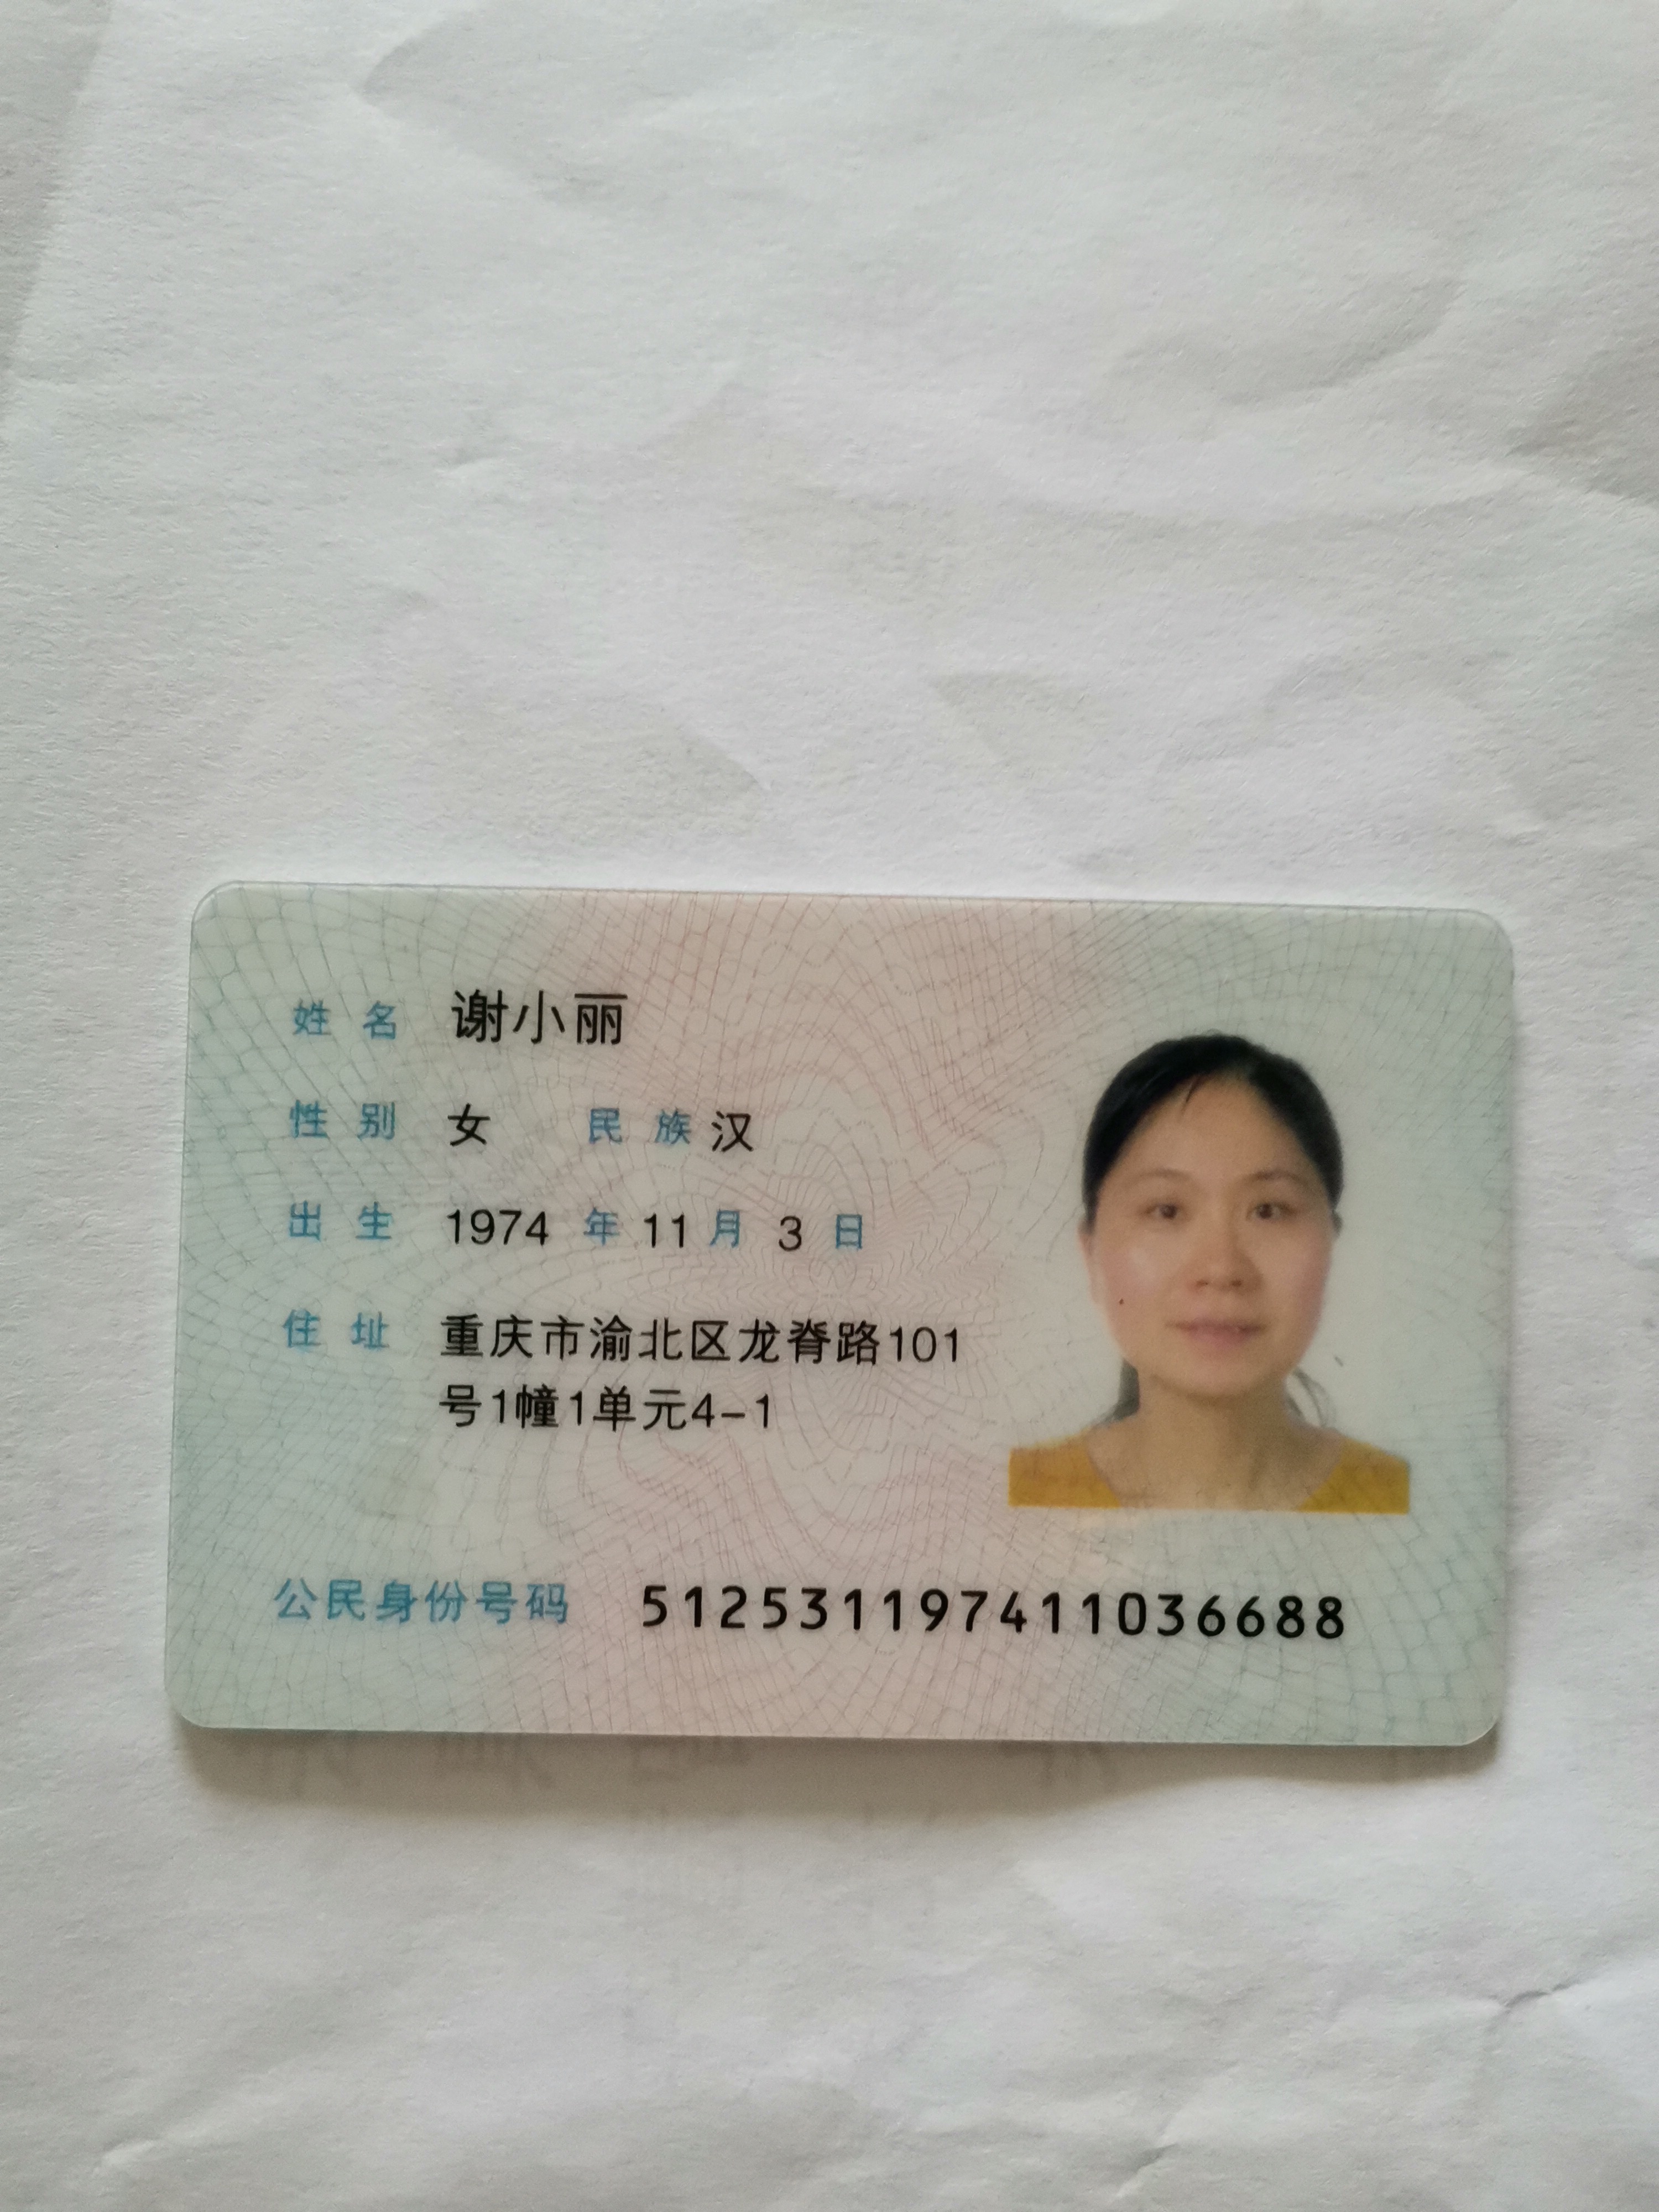 姓名 谢小丽
性别 女 民族 汉
出生 1974 年 11 月 3 日
住址 重庆市渝北区龙脊路101
号1幢1单元4-1
公民身份号码 512531197411036688